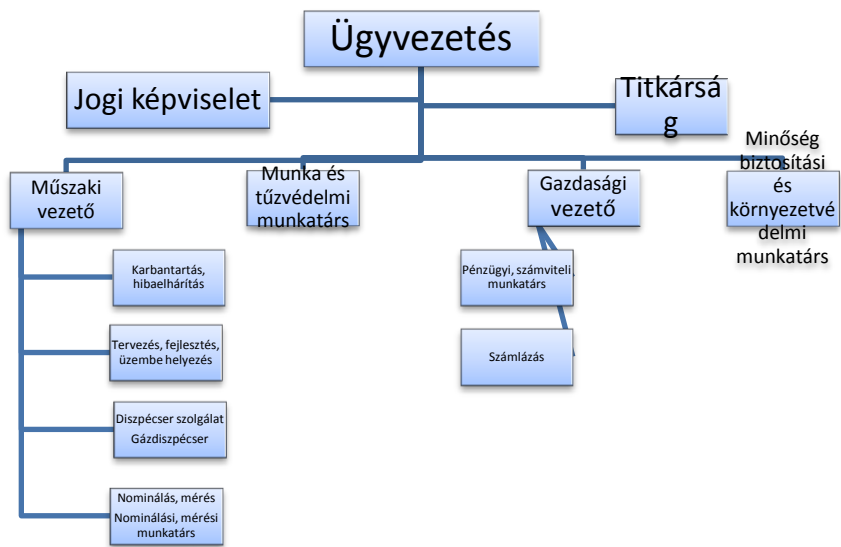 Ügyvezetés
Jogi képviselet
Titkársá
g
Műszaki
vezető
Munka és
tűzvédelmi
munkatárs
Gazdasági
vezető
Minőség
biztosítási
és
környezetvé
delmi
munkatárs
Karbantartás,
hibaelhárítás
Tervezés, fejlesztés,
üzembe helyezés
Diszpécser szolgálat
Gázdiszpécser
Nominálás, mérés
Nominálási, mérési
munkatárs
Pénzügyi, számviteli
munkatárs
Számlázás